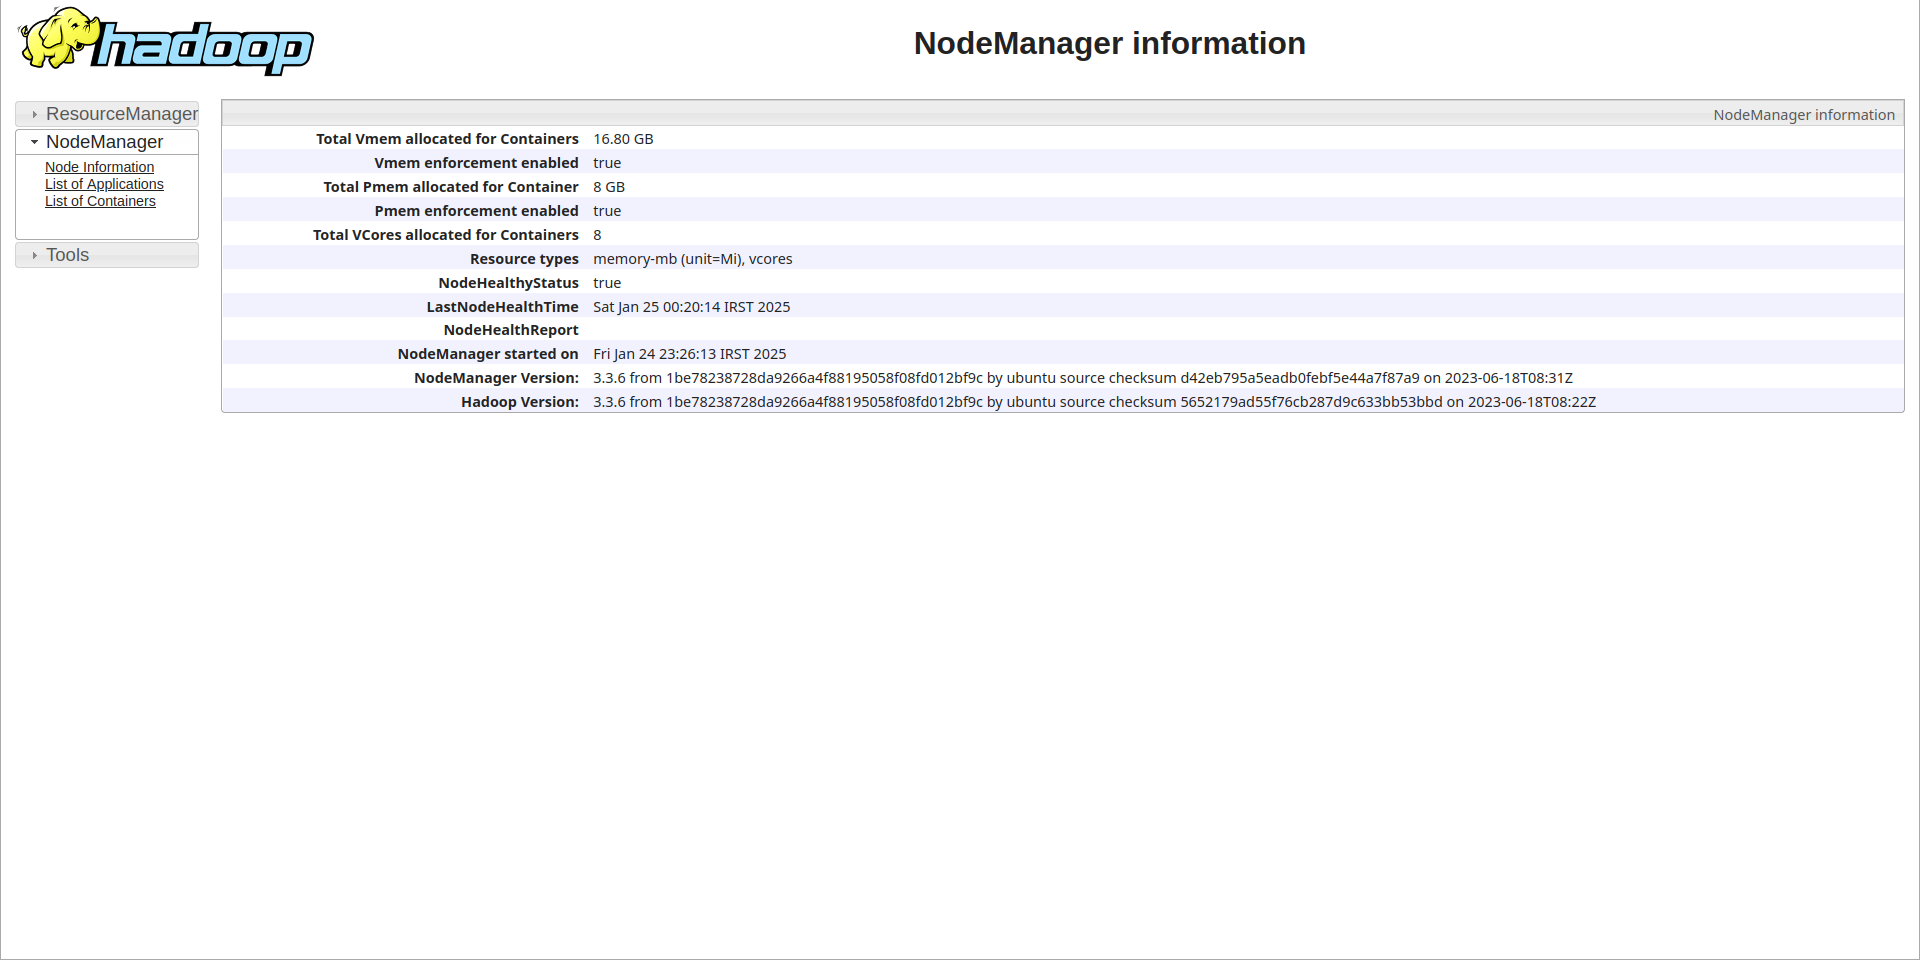 hadoop
NodeManager information
ResourceManager
NodeManager
Node Information
List of Applications
List of Containers
Tools
NodeManager information
Total Vmem allocated for Containers 16.80 GB
Vmem enforcement enabled true
Total Pmem allocated for Container 8 GB
Pmem enforcement enabled true
Total VCores allocated for Containers 8
Resource types memory-mb (unit=Mi), vcores
NodeHealthyStatus true
LastNodeHealthTime Sat Jan 25 00:20:14 IRST 2025
NodeHealthReport
NodeManager started on Fri Jan 24 23:26:13 IRST 2025
NodeManager Version: 3.3.6 from 1be78238728da9266a4f88195058f08fd012bf9c by ubuntu source checksum d42eb795a5eadb0febf5e44a7f87a9 on 2023-06-18T08:31Z
Hadoop Version: 3.3.6 from 1be78238728da9266a4f88195058f08fd012bf9c by ubuntu source checksum 5652179ad55f76cb287d9c633bb53bbd on 2023-06-18T08:22Z